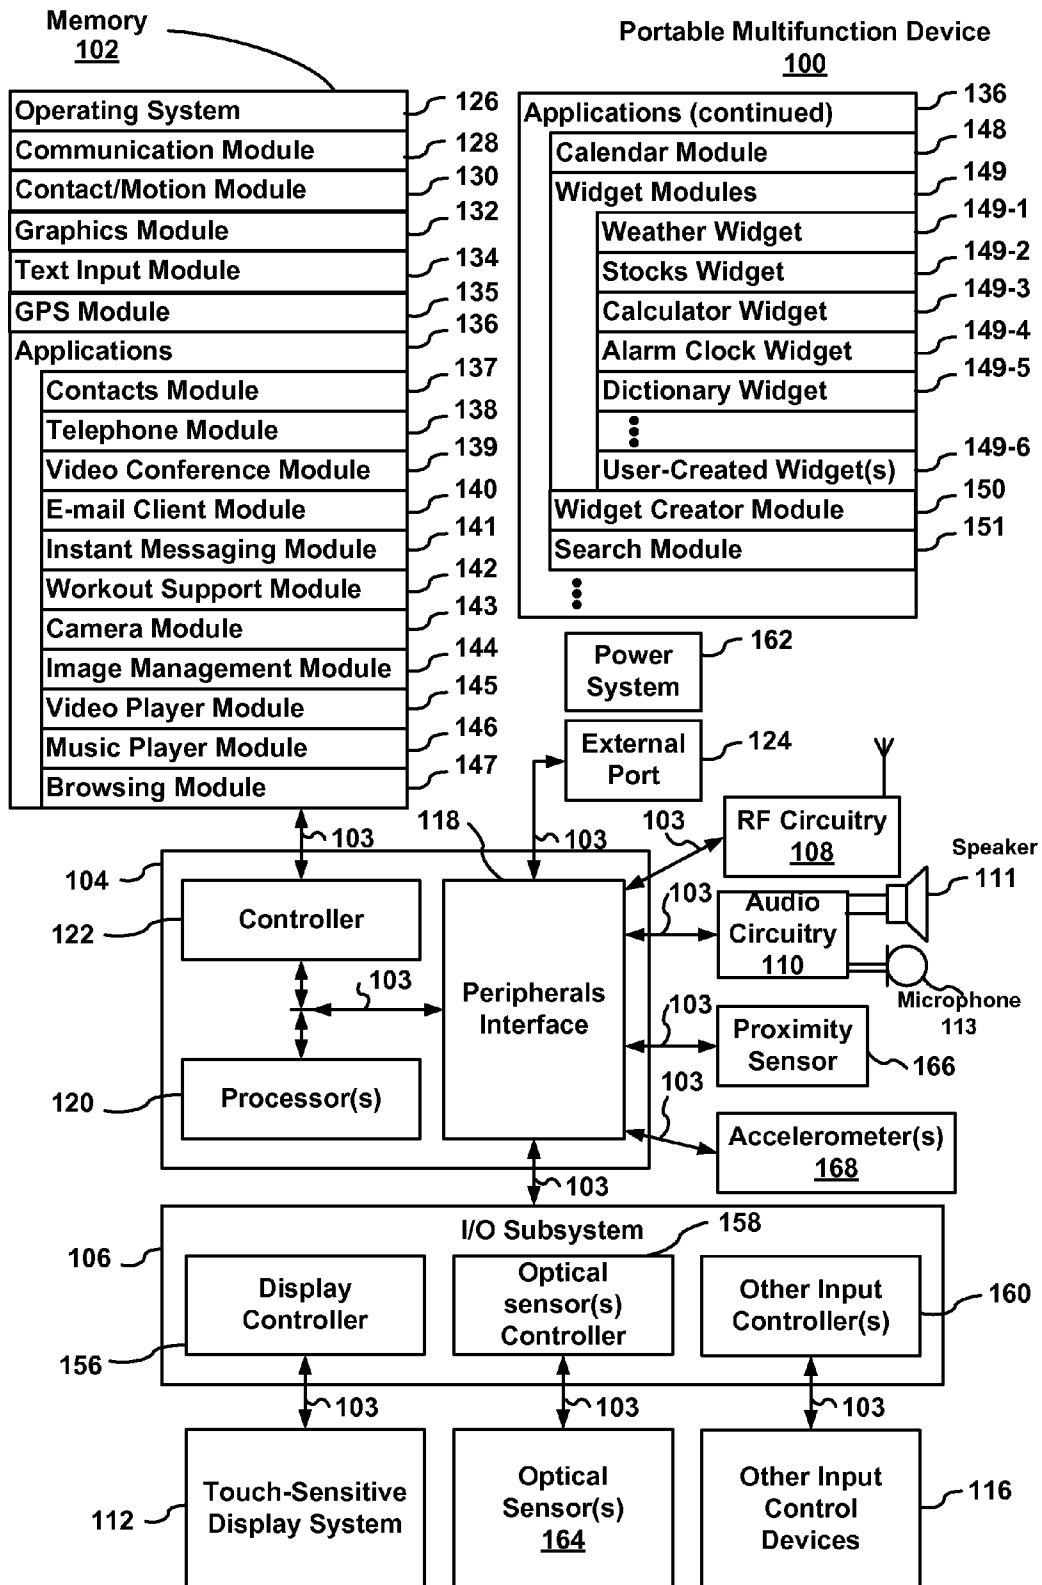 Memory
102
Operating System
126
Communication Module
128
Contact/Motion Module
130
Graphics Module
132
Text Input Module
134
GPS Module
135
Applications
136
Contacts Module
137
Telephone Module
138
Video Conference Module
139
E-mail Client Module
140
Instant Messaging Module
141
Workout Support Module
142
Camera Module
143
Image Management Module
144
Video Player Module
145
Music Player Module
146
Browsing Module
147
Portable Multifunction Device
100
Applications (continued)
136
Calendar Module
148
Widget Modules
149
Weather Widget
149-1
Stocks Widget
149-2
Calculator Widget
149-3
Alarm Clock Widget
149-4
Dictionary Widget
149-5
User-Created Widget(s)
149-6
Widget Creator Module
150
Search Module
151
Power
System
162
External
Port
124
103
118
103
103
RF Circuitry
108
Speaker
111
104
Controller
122
103
Audio
Circuitry
110
103
Peripherals
Interface
Microphone
113
103
Proximity
Sensor
166
Processor(s)
120
103
Accelerometer(s)
168
103
I/O Subsystem
106
158
Display
Controller
156
Optical
sensor(s)
Controller
Other Input
Controller(s)
160
103
103
103
Touch-Sensitive
Display System
112
Optical
Sensor(s)
164
Other Input
Control
Devices
116